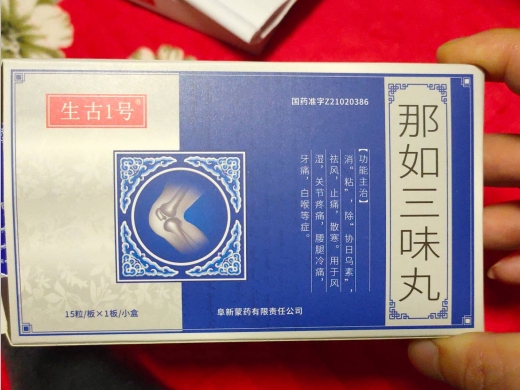 生古1号®
国药准字Z21020386
那如三味丸
【功能主治】
消“粘”，除“协日乌素”，
祛风，止痛，散寒。用于风
湿，关节疼痛，腰腿冷痛，
牙痛，白喉等症。
15粒/板×1板/小盒
阜新蒙药有限责任公司